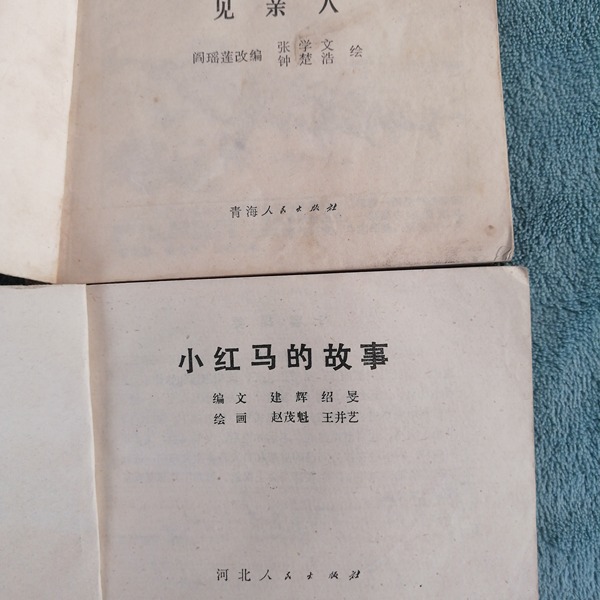 见亲人
阎瑶莲改编 张学文 绘
钟楚浩
青海人民出版社
小红马的故事
编文 建辉 绍旻
绘画 赵茂魁 王并艺
河北人民出版社